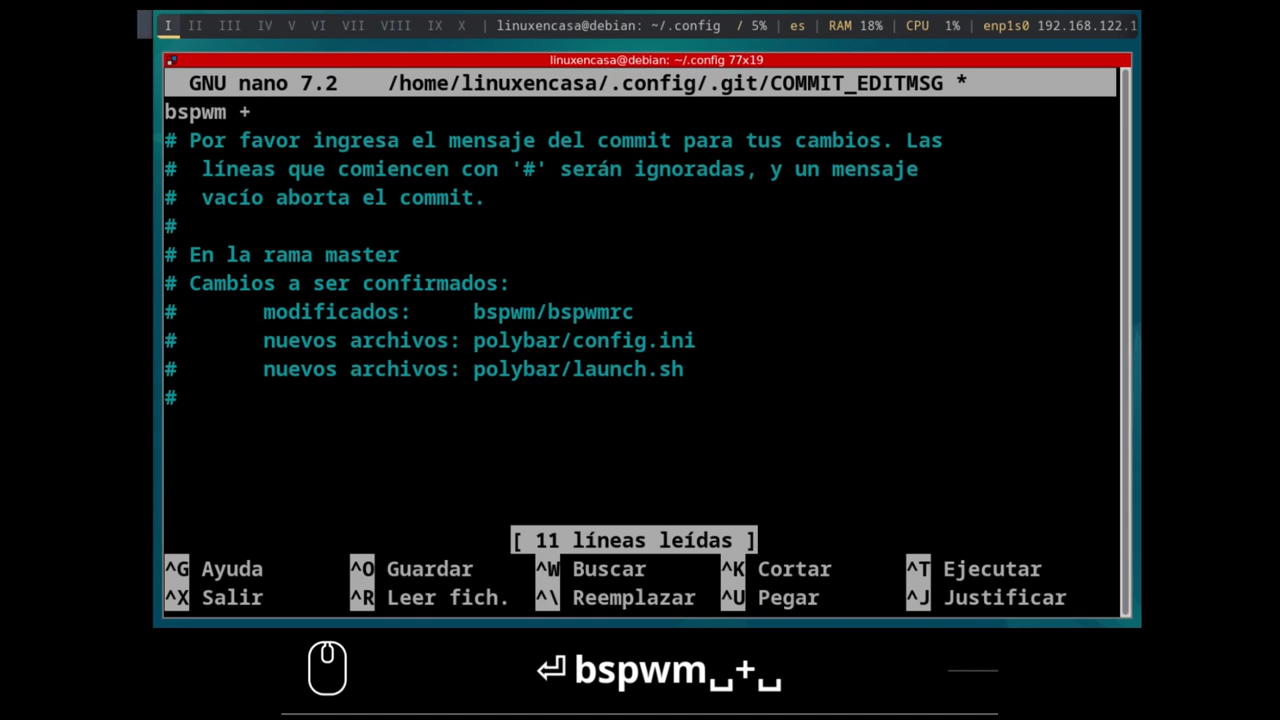 I II III IV V VI VII VIII IX X | linuxencasa@debian: ~/.config / 5% | es | RAM 18% | CPU 1% | enp1s0 192.168.122.1
linuxencasa@debian: ~/.config 77x19
GNU nano 7.2 /home/linuxencasa/.config/.git/COMMIT_EDITMSG *
bspwm +
# Por favor ingresa el mensaje del commit para tus cambios. Las
#  líneas que comiencen con '#' serán ignoradas, y un mensaje
#  vacío aborta el commit.
#
# En la rama master
# Cambios a ser confirmados:
#       modificados:     bspwm/bspwmrc
#       nuevos archivos: polybar/config.ini
#       nuevos archivos: polybar/launch.sh
#
[ 11 líneas leídas ]
^G Ayuda ^O Guardar ^W Buscar ^K Cortar ^T Ejecutar
^X Salir ^R Leer fich. ^\ Reemplazar ^U Pegar ^J Justificar
⏎ bspwm␣+␣